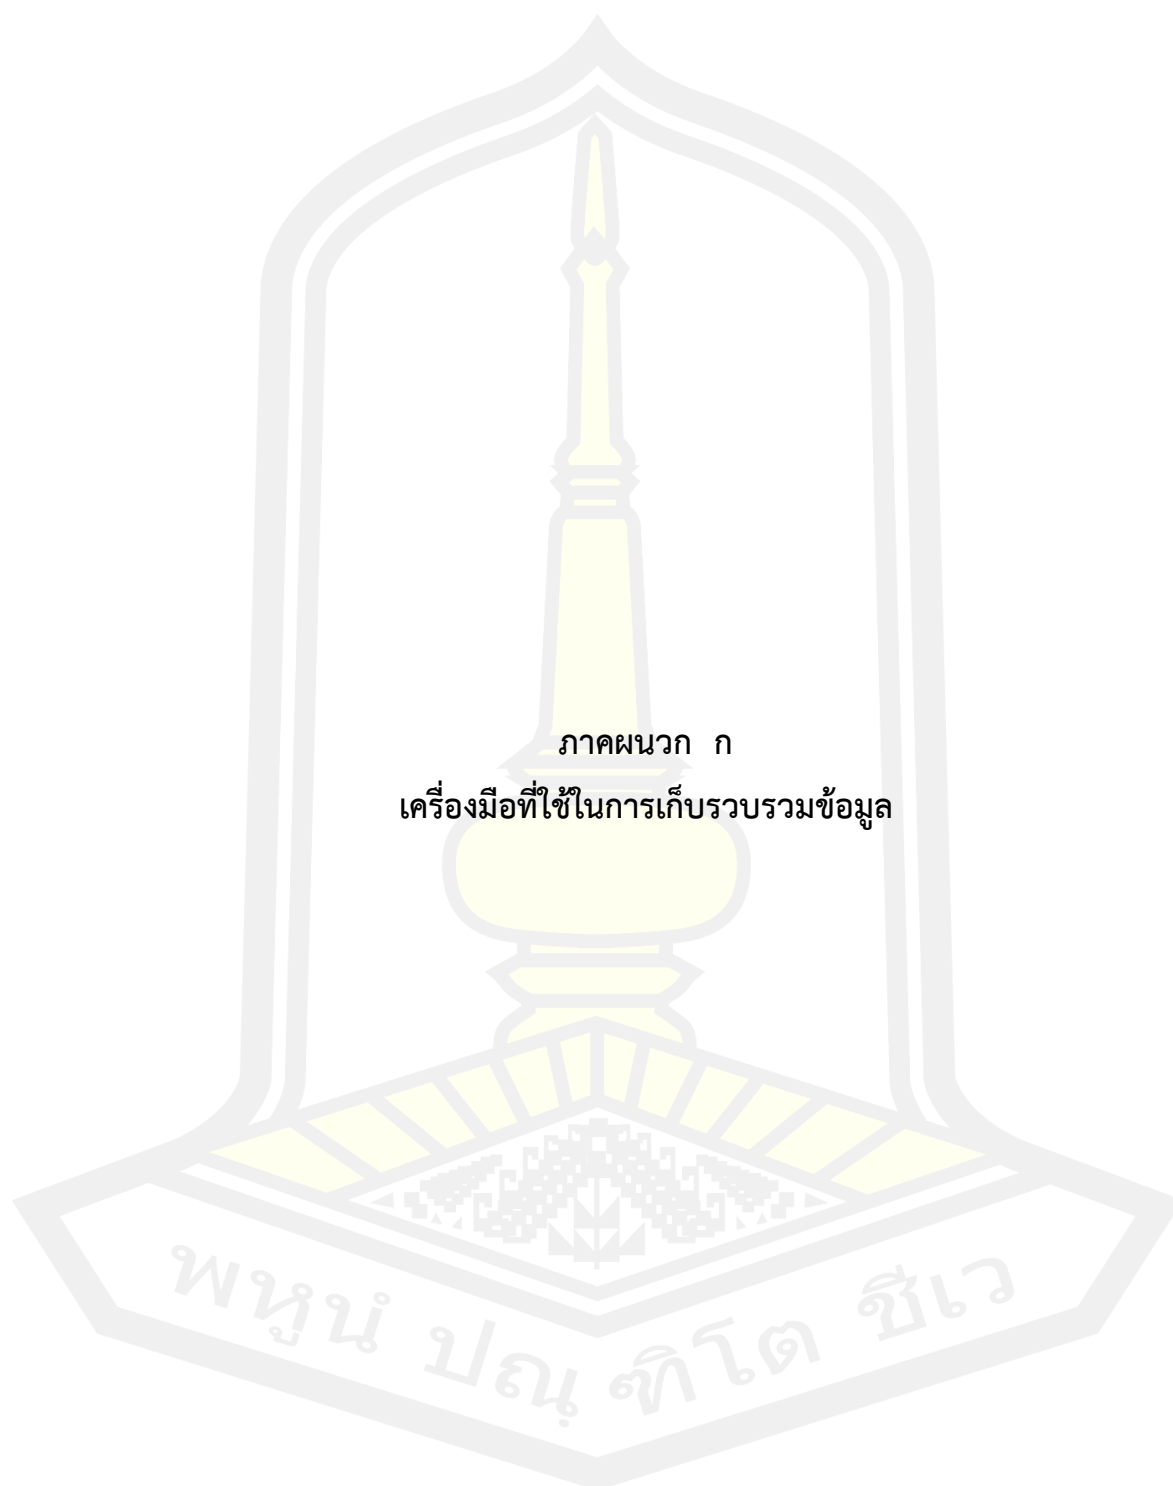 ภาคผนวก ก
เครื่องมือที่ใช้ในการเก็บรวบรวมข้อมูล
พหูนํ ปณฺฑิโต ชีเว